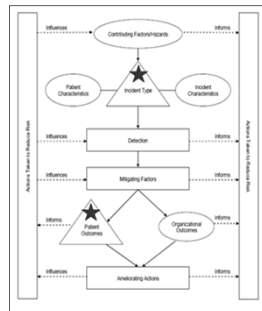 Influences
Informs
Contributing Factors/Hazards
Patient
Characteristics
Incident Type
Incident
Characteristics
Influences
Detection
Informs
Influences
Mitigating Factors
Informs
Informs
Patient
Outcomes
Organizational
Outcomes
Informs
Influences
Ameliorating Actions
Informs
Actions Taken to Reduce Risk
Actions Taken to Reduce Risk